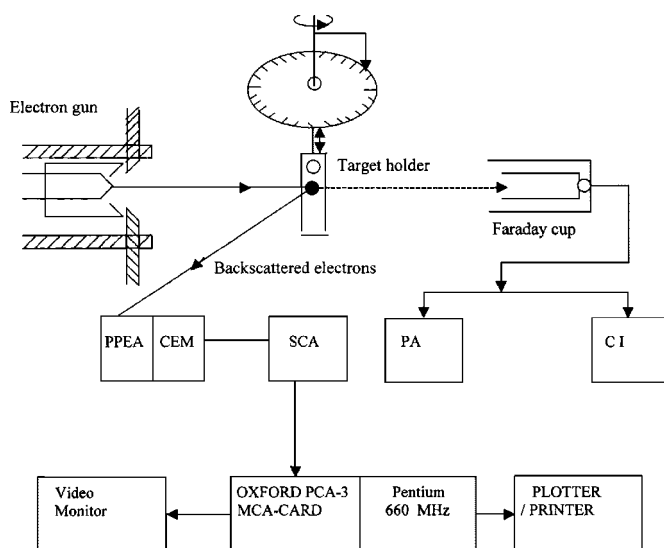 Electron gun
Target holder
Faraday cup
Backscattered electrons
PPEA
CEM
SCA
PA
C I
Video
Monitor
OXFORD PCA-3
MCA-CARD
Pentium
660 MHz
PLOTTER
/ PRINTER